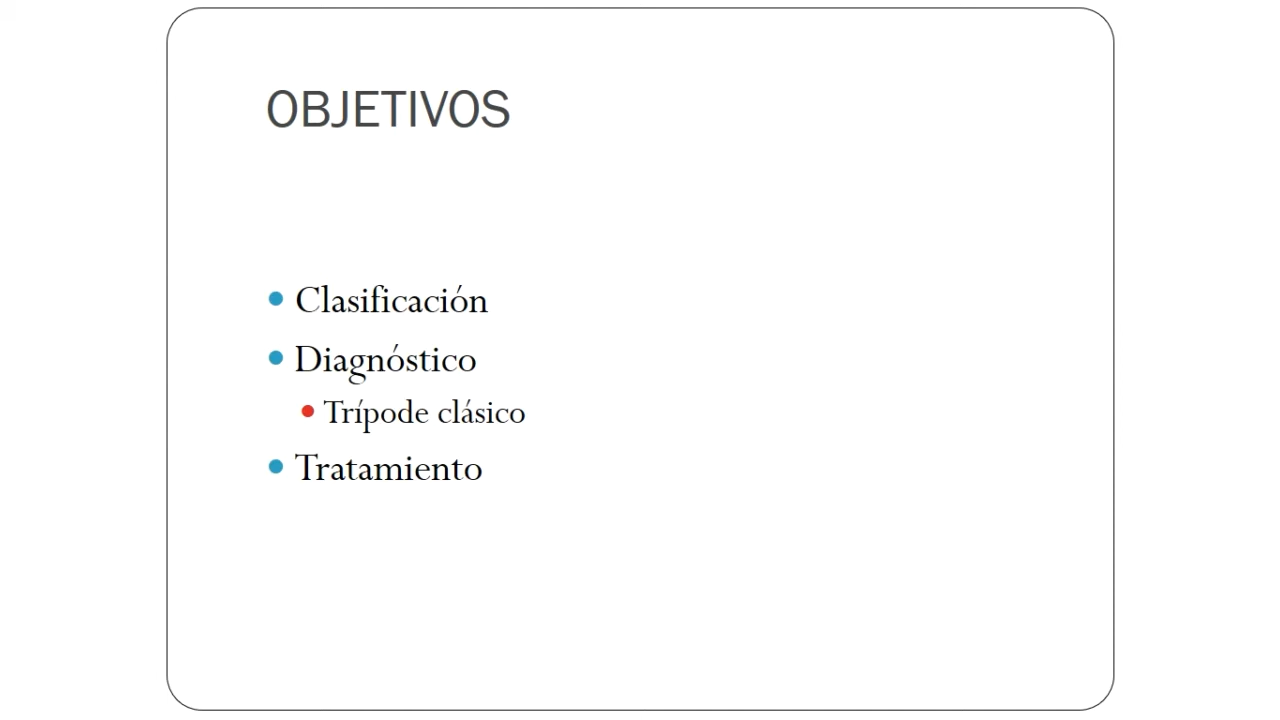 OBJETIVOS
Clasificación
Diagnóstico
Trípode clásico
Tratamiento